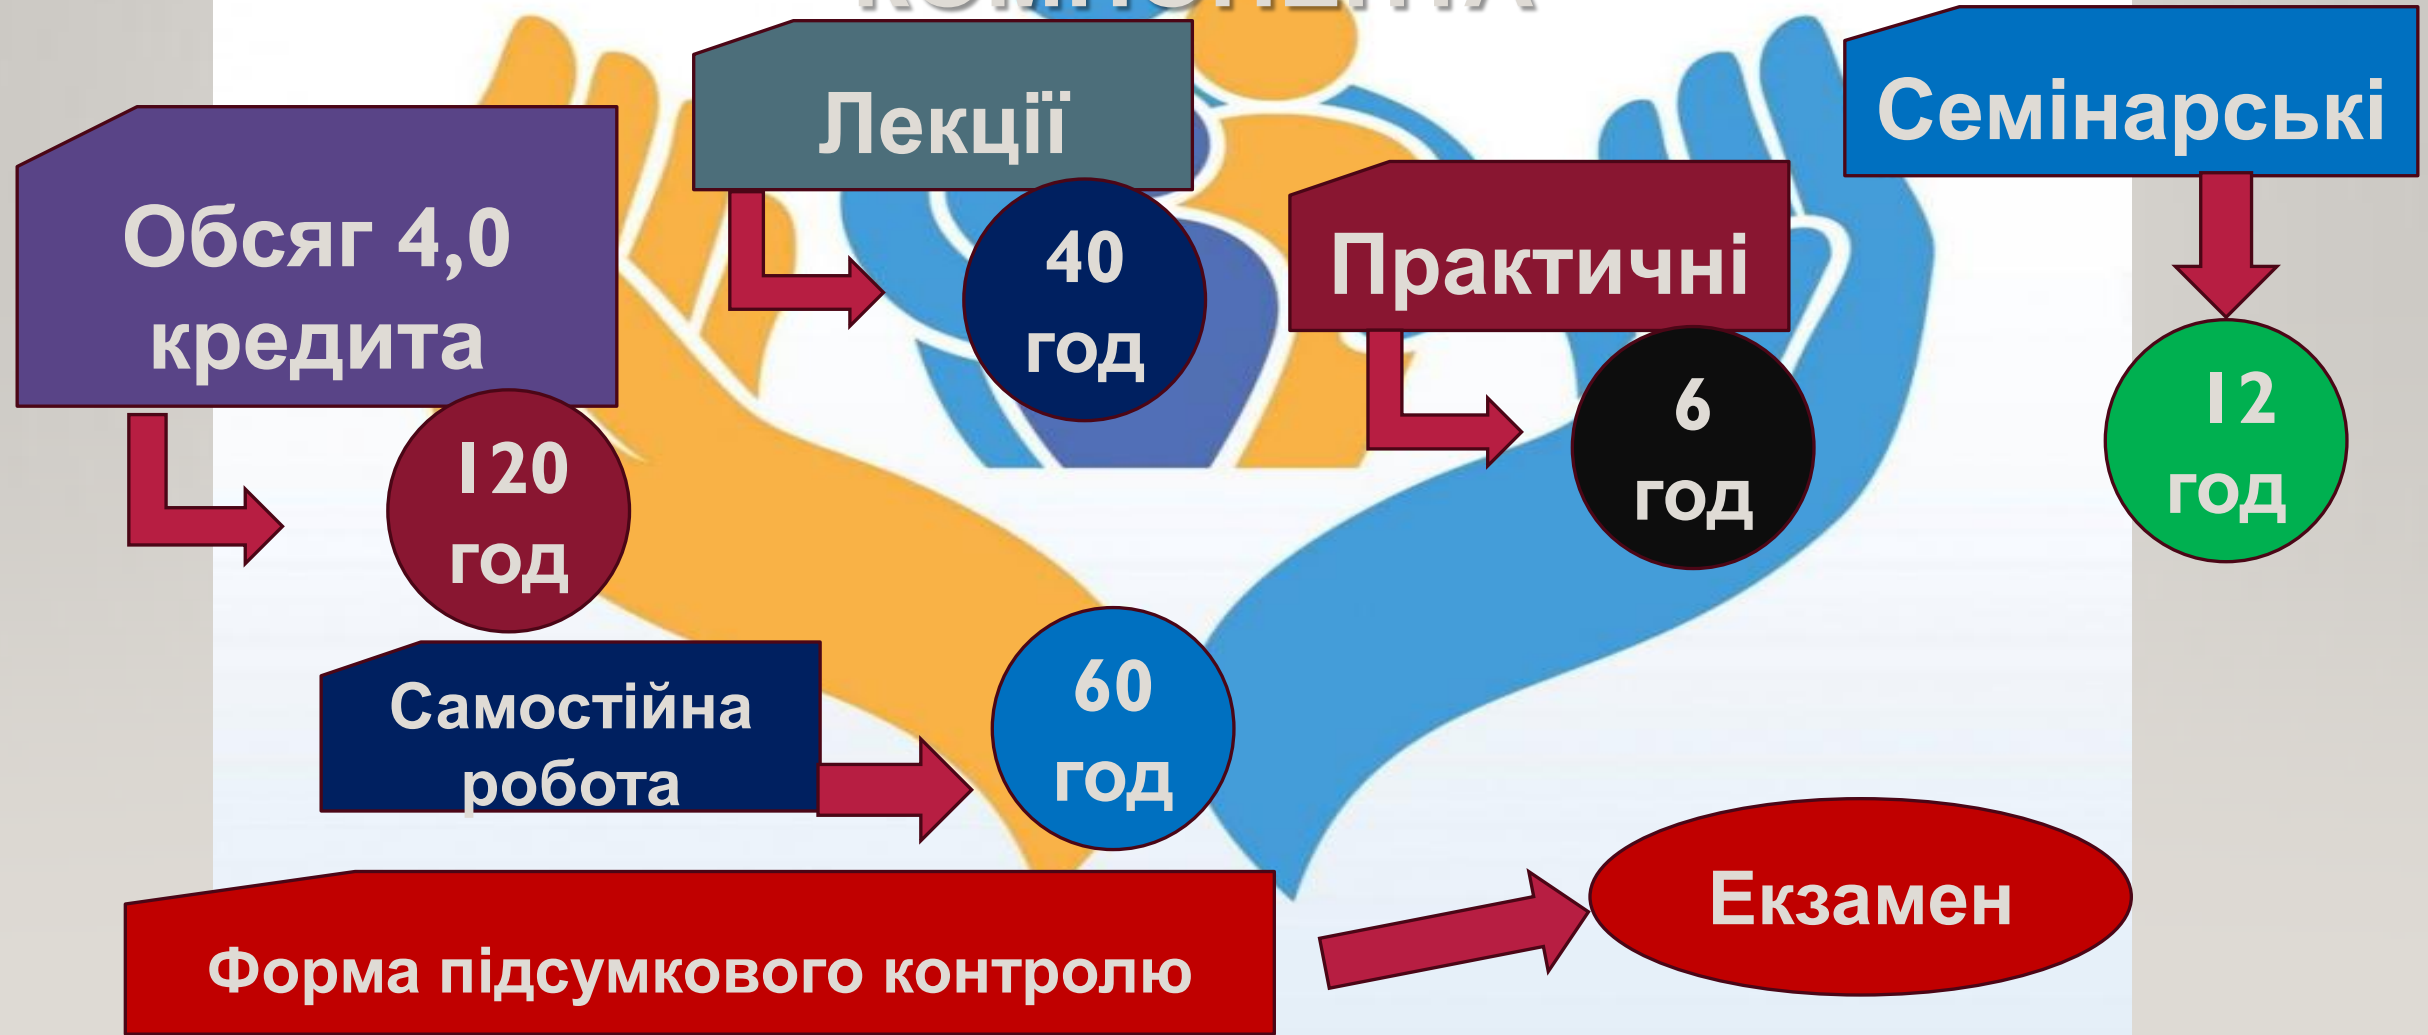 Лекції
40
год
Семінарські
12
год
Обсяг 4,0
кредита
120
год
Практичні
6
год
Самостійна
робота
60
год
Форма підсумкового контролю
Екзамен